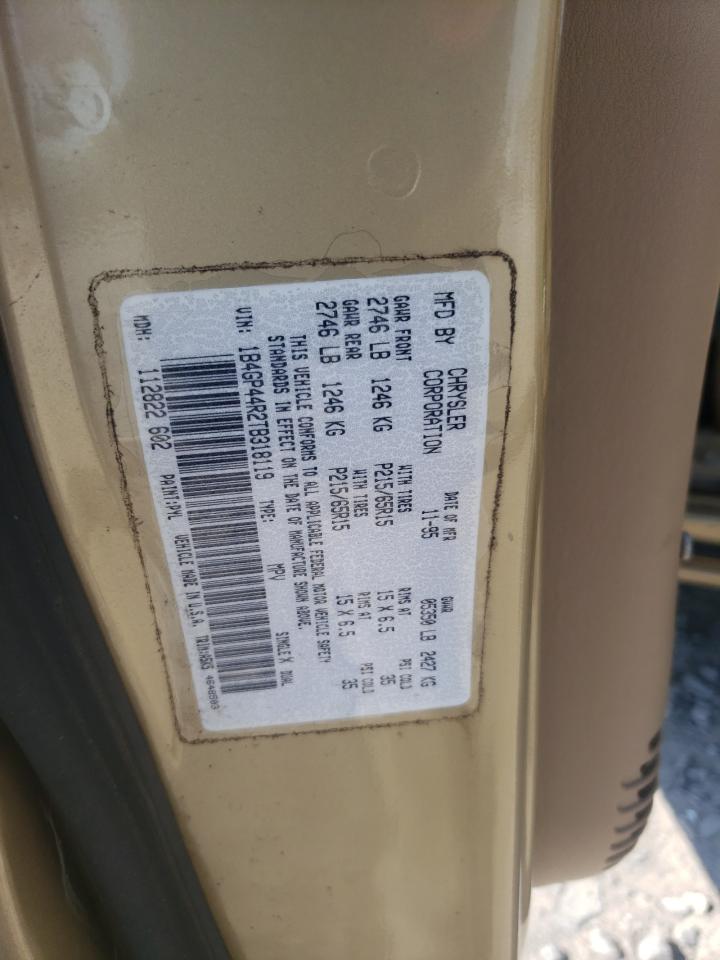 MFD BY CHRYSLER CORPORATION DATE OF MFR 11-95 GVWR 05350 LB 2427 KG
GAWR FRONT WITH TIRES RIMS AT PSI COLD
2746 LB 1246 KG P215/65R15 15 X 6.5 35
GAWR REAR WITH TIRES RIMS AT PSI COLD
2746 LB 1246 KG P215/65R15 15 X 6.5 35
THIS VEHICLE CONFORMS TO ALL APPLICABLE FEDERAL MOTOR VEHICLE SAFETY
STANDARDS IN EFFECT ON THE DATE OF MANUFACTURE SHOWN ABOVE.
VIN: 1B4GP44R2TB318119 TYPE: MPV SINGLE X DUAL
MDH: 112822 602 PAINT:PYL VEHICLE MADE IN U.S.A. TRIM:H5K5 4648503